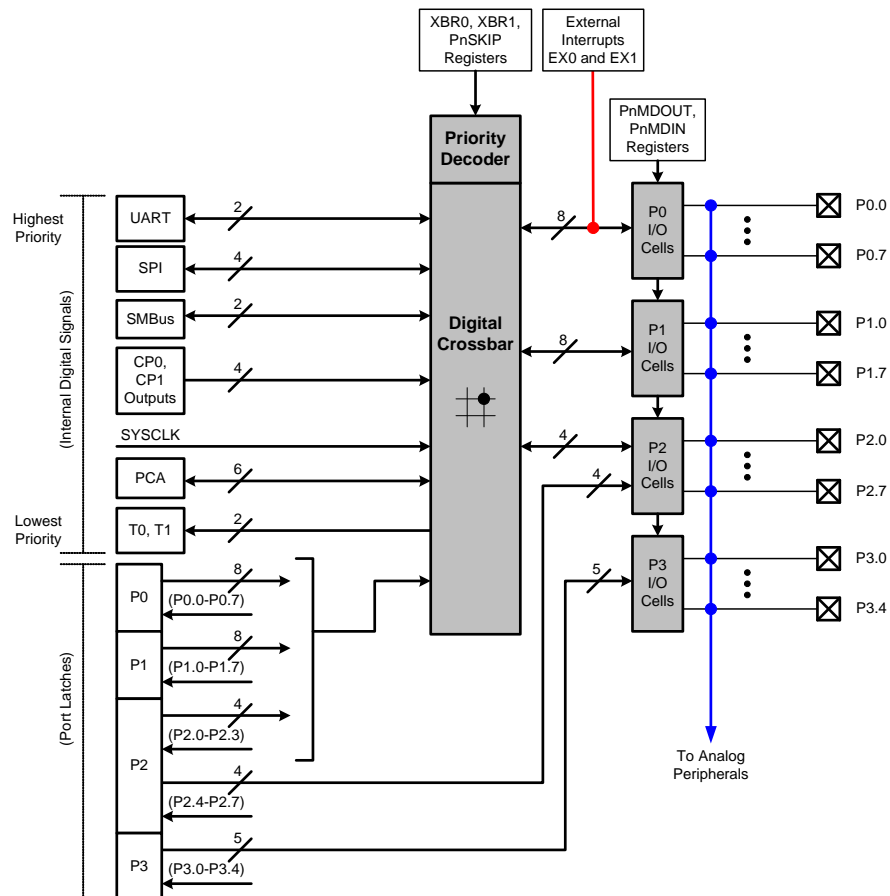 XBR0, XBR1,
PnSKIP
Registers
External
Interrupts
EX0 and EX1
PnMDOUT,
PnMDIN
Registers
Priority
Decoder
Digital
Crossbar
Highest
Priority
(Internal Digital Signals)
Lowest
Priority
(Port Latches)
UART
2
SPI
4
SMBus
2
CP0,
CP1
Outputs
4
SYSCLK
PCA
6
T0, T1
2
P0
8
(P0.0-P0.7)
P1
8
(P1.0-P1.7)
P2
4
(P2.0-P2.3)
4
(P2.4-P2.7)
P3
5
(P3.0-P3.4)
8
P0
I/O
Cells
P0.0
P0.7
8
P1
I/O
Cells
P1.0
P1.7
4
4
P2
I/O
Cells
P2.0
P2.7
5
P3
I/O
Cells
P3.0
P3.4
To Analog
Peripherals